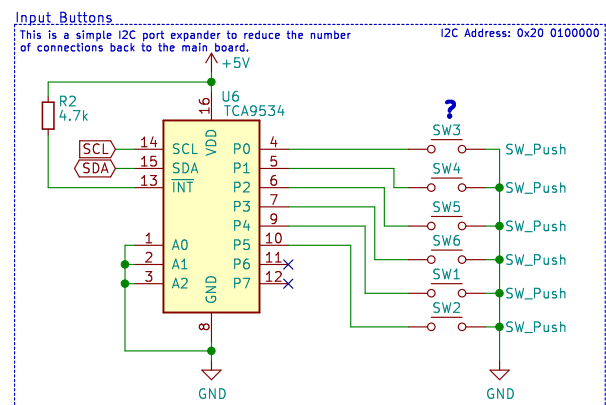 Input Buttons
This is a simple I2C port expander to reduce the number
of connections back to the main board.
I2C Address: 0x20 0100000
+5V
R2
4.7k
U6
TCA9534
?
16
VDD
SCL
14
SCL
P0
4
SW3
SW_Push
SDA
15
SDA
P1
5
SW4
SW_Push
13
INT
P2
6
SW5
SW_Push
P3
7
SW6
SW_Push
P4
9
SW1
SW_Push
1
A0
P5
10
SW2
SW_Push
2
A1
P6
11
3
A2
P7
12
GND
8
GND
GND